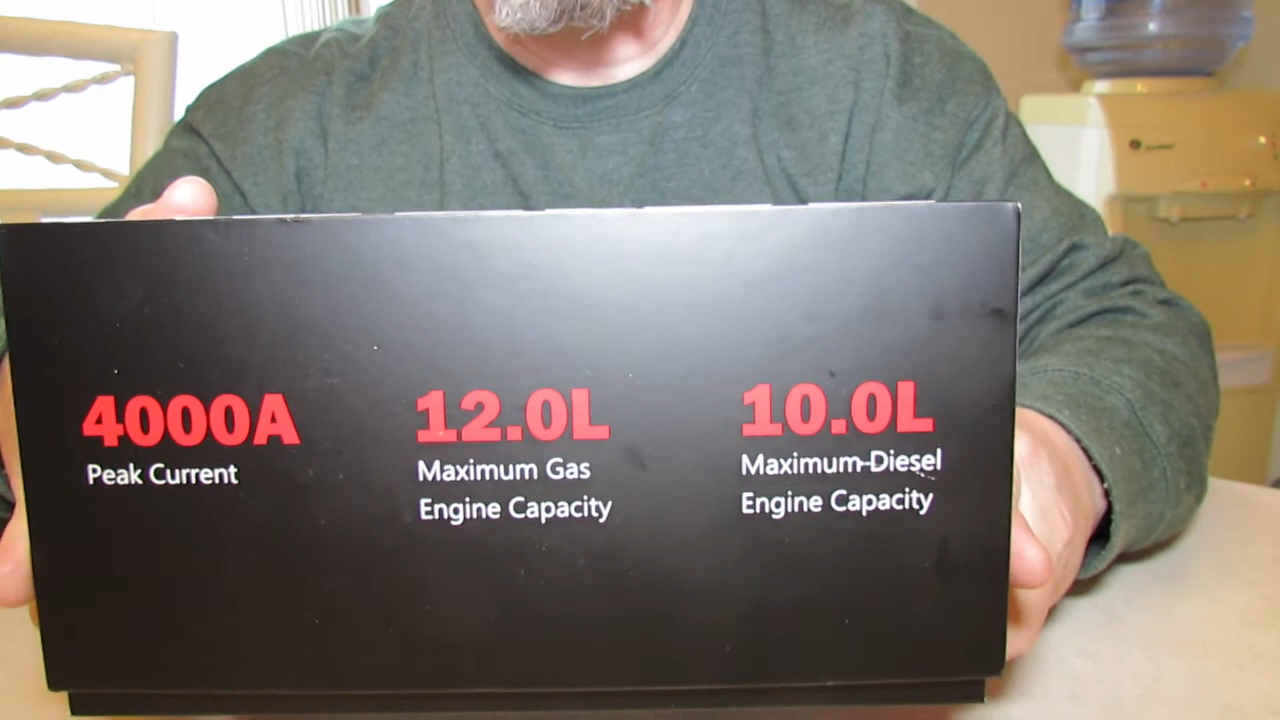 4000A
Peak Current
12.0L
Maximum Gas
Engine Capacity
10.0L
Maximum Diesel
Engine Capacity